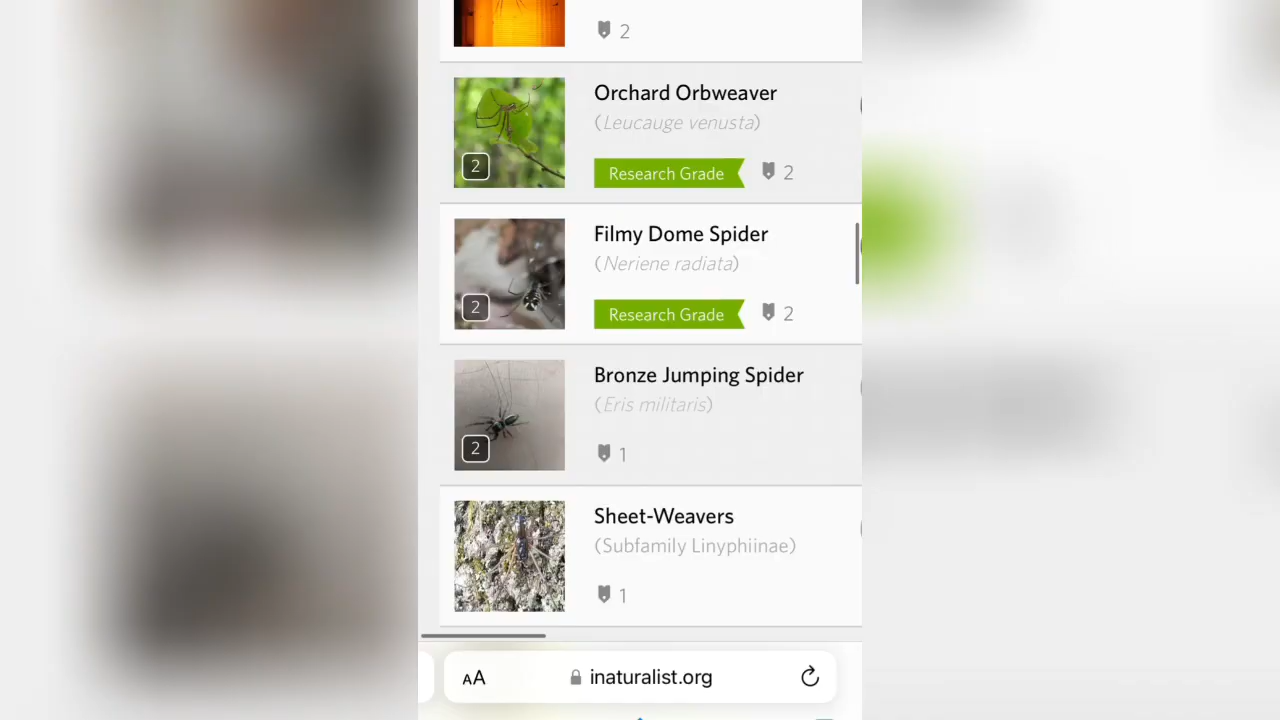 2
Orchard Orbweaver
(Leucauge venusta)
2
Research Grade
2
Filmy Dome Spider
(Neriene radiata)
2
Research Grade
2
Bronze Jumping Spider
(Eris militaris)
2
1
Sheet-Weavers
(Subfamily Linyphiinae)
1
AA
inaturalist.org